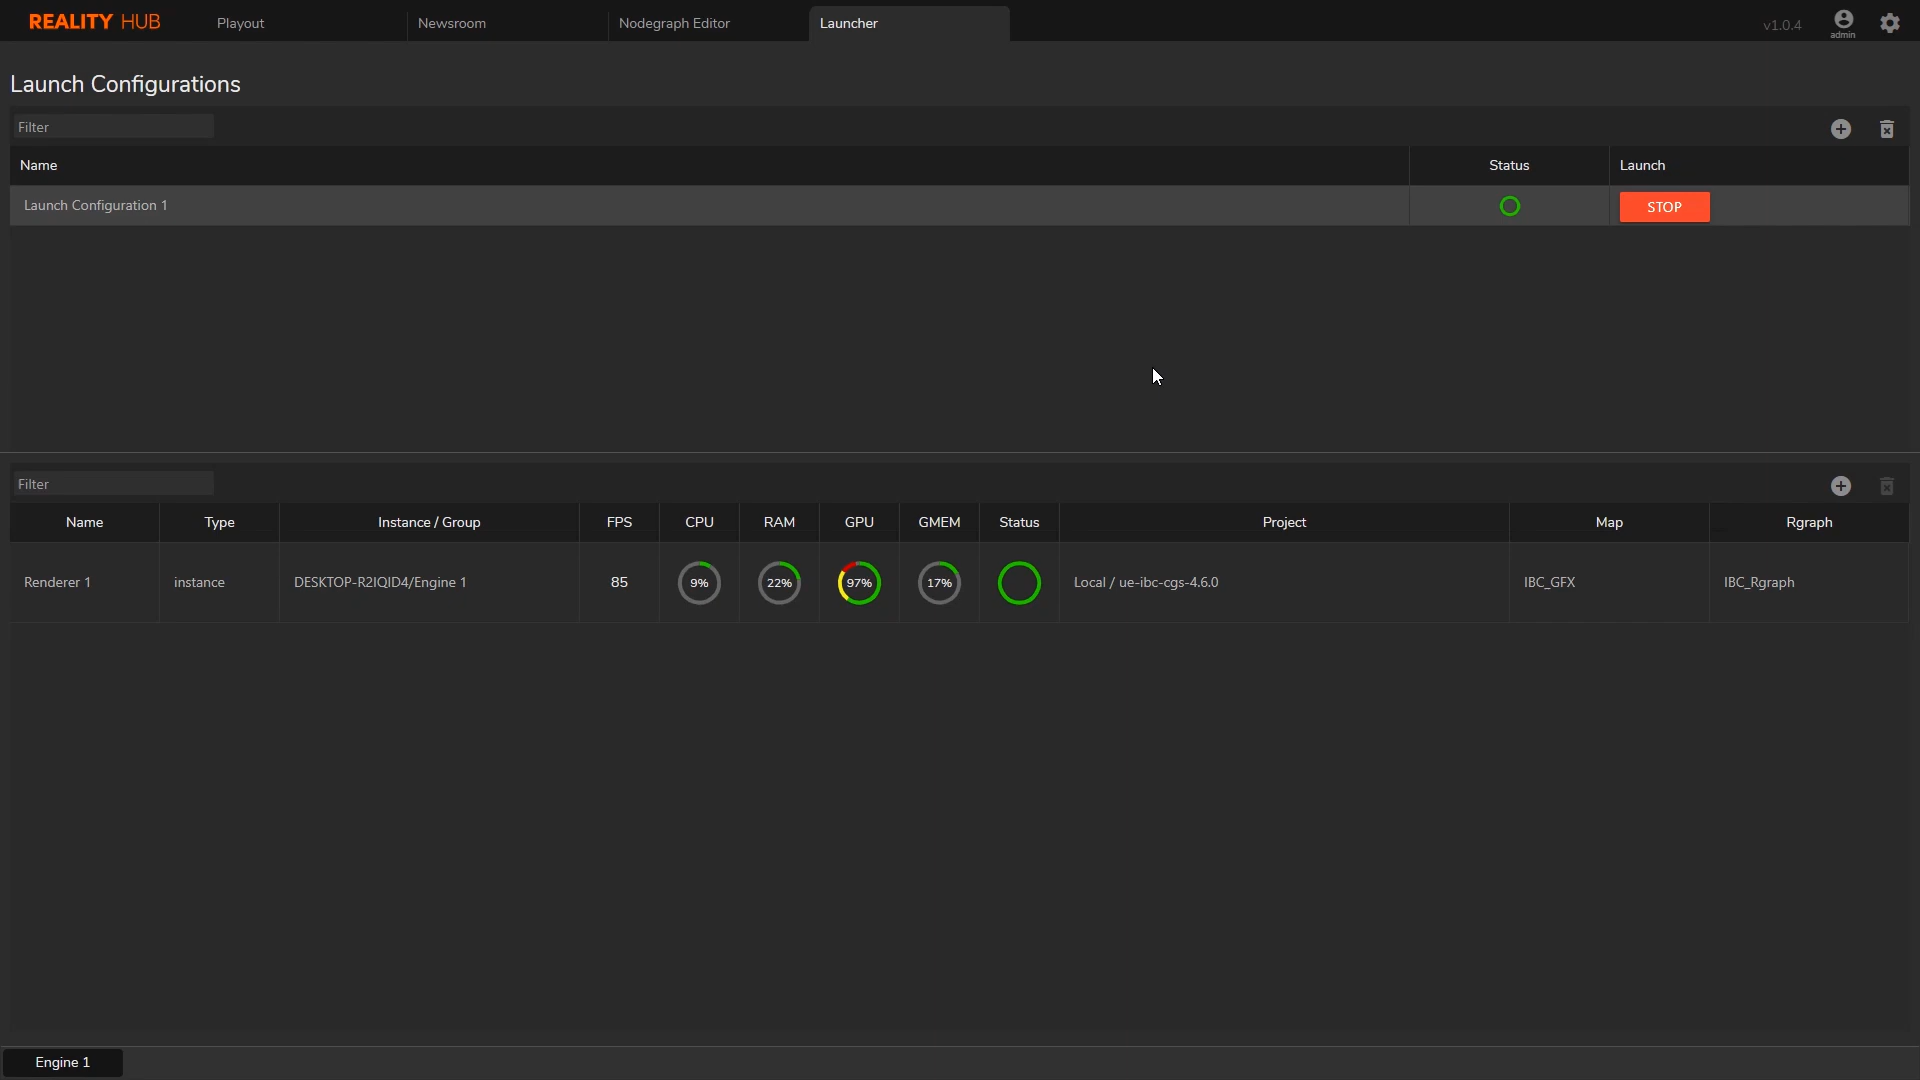 REALITY HUB Playout Newsroom Nodegraph Editor Launcher v1.0.4 admin
Launch Configurations
Filter
Name Status Launch
Launch Configuration 1 STOP
Filter
Name Type Instance / Group FPS CPU RAM GPU GMEM Status Project Map Rgraph
Renderer 1 instance DESKTOP-R2IQID4/Engine 1 85 9% 22% 97% 17% Local / ue-ibc-cgs-4.6.0 IBC_GFX IBC_Rgraph
Engine 1